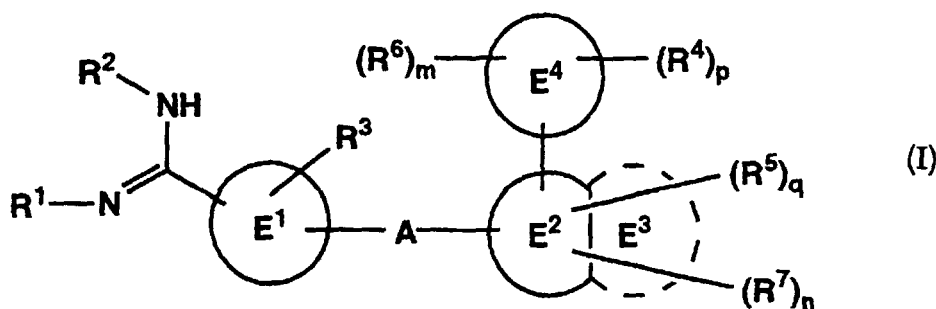 R² (R⁶)m E⁴ (R⁴)p
NH R³ (I)
(R⁵)q
R¹ N E¹ A E² E³
(R⁷)n